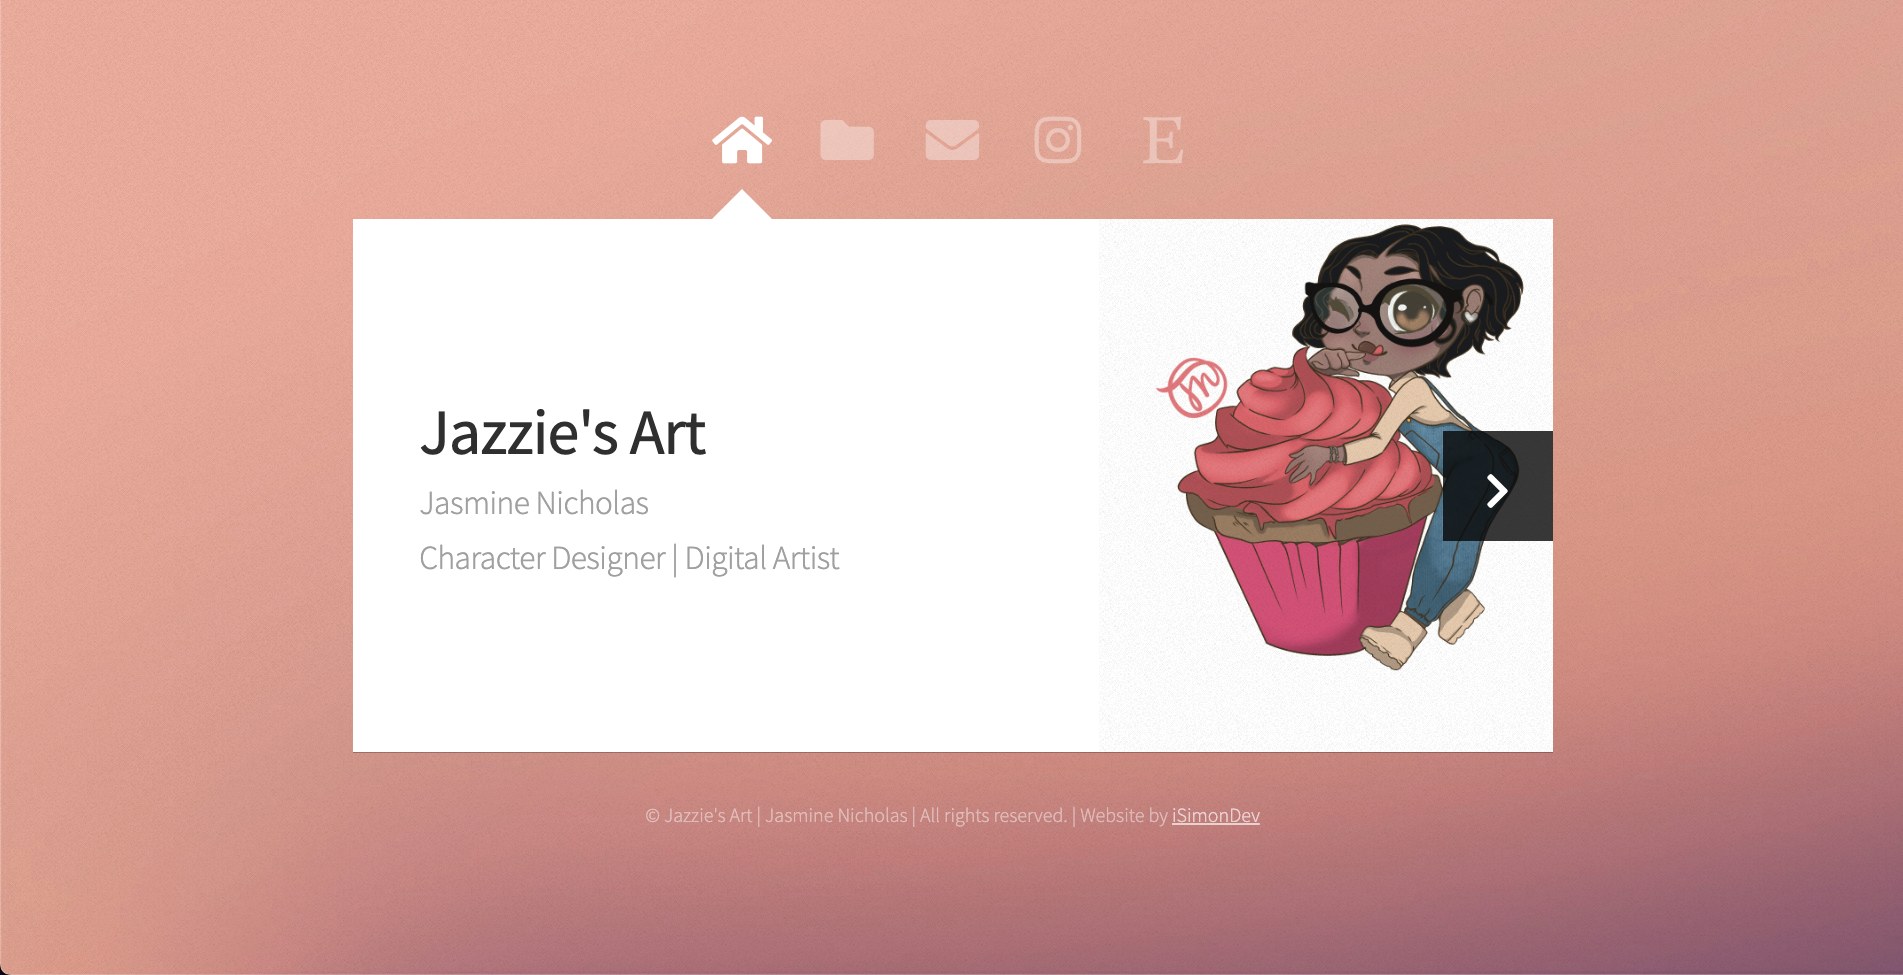 E
Jazzie's Art
Jasmine Nicholas
Character Designer | Digital Artist
© Jazzie's Art | Jasmine Nicholas | All rights reserved. | Website by iSimonDev